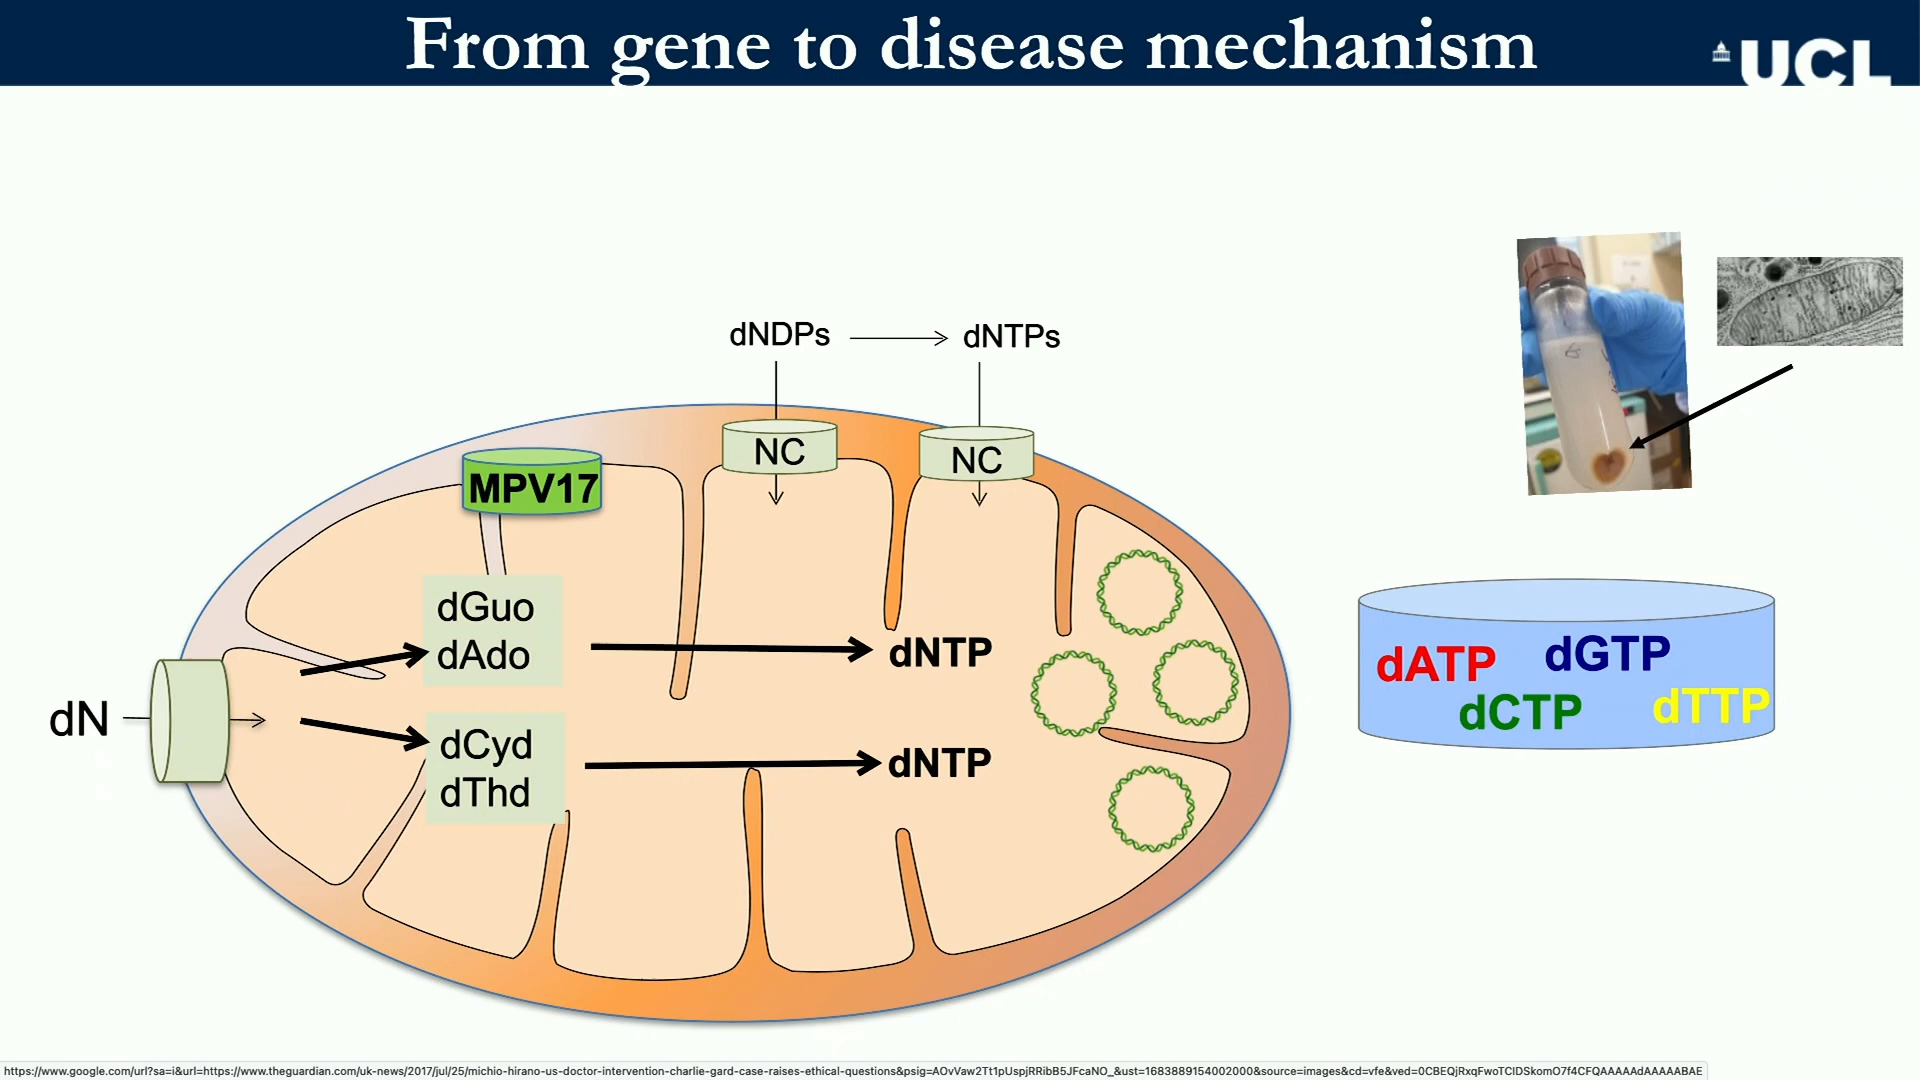 From gene to disease mechanism
UCL
dNDPs
dNTPs
NC
NC
MPV17
dGuo
dAdo
dNTP
dN
dCyd
dThd
dNTP
dATP
dGTP
dCTP
dTTP
https://www.google.com/url?sa=i&url=https://www.theguardian.com/uk-news/2017/jul/25/michio-hirano-us-doctor-intervention-charlie-gard-case-raises-ethical-questions&psig=AOvVaw2Tt1pUspjRRibB5JFcaNO_&ust=1683889154002000&source=images&cd=vfe&ved=0CBEQjRxqFwoTCIDSkomO7f4CFQAAAAAdAAAAABAE